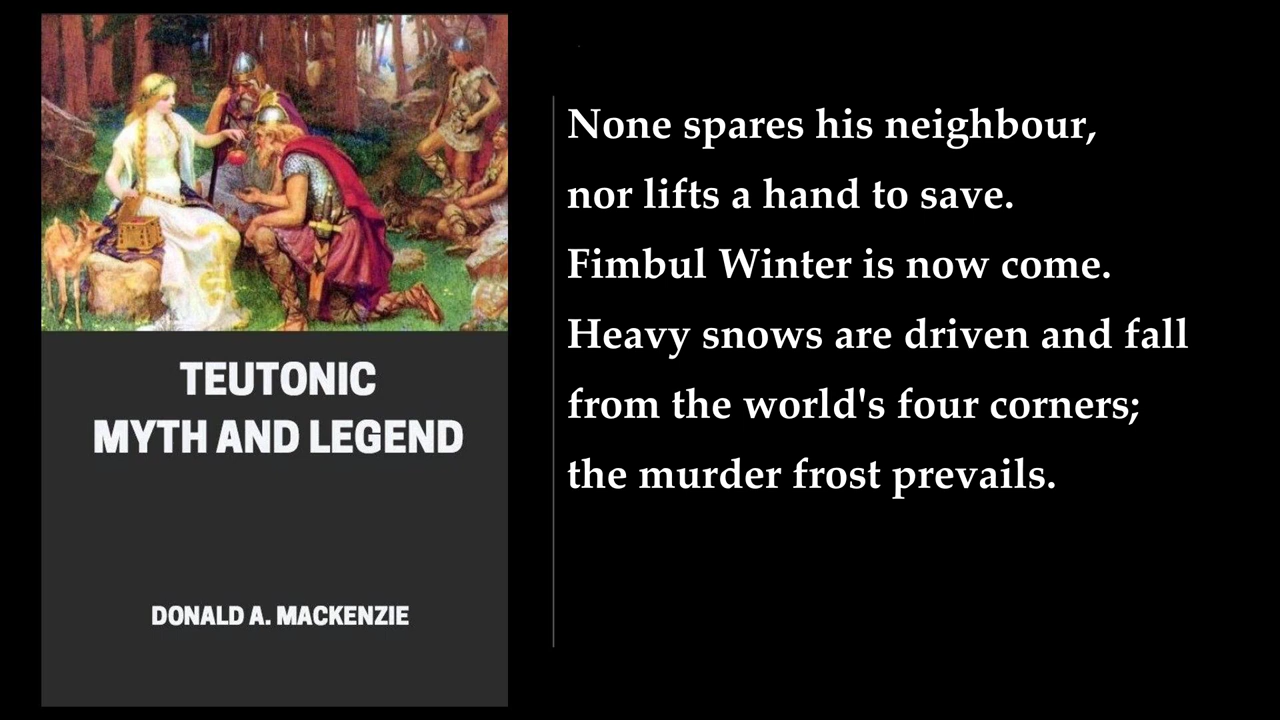 TEUTONIC
MYTH AND LEGEND
DONALD A. MACKENZIE
None spares his neighbour,
nor lifts a hand to save.
Fimbul Winter is now come.
Heavy snows are driven and fall
from the world's four corners;
the murder frost prevails.